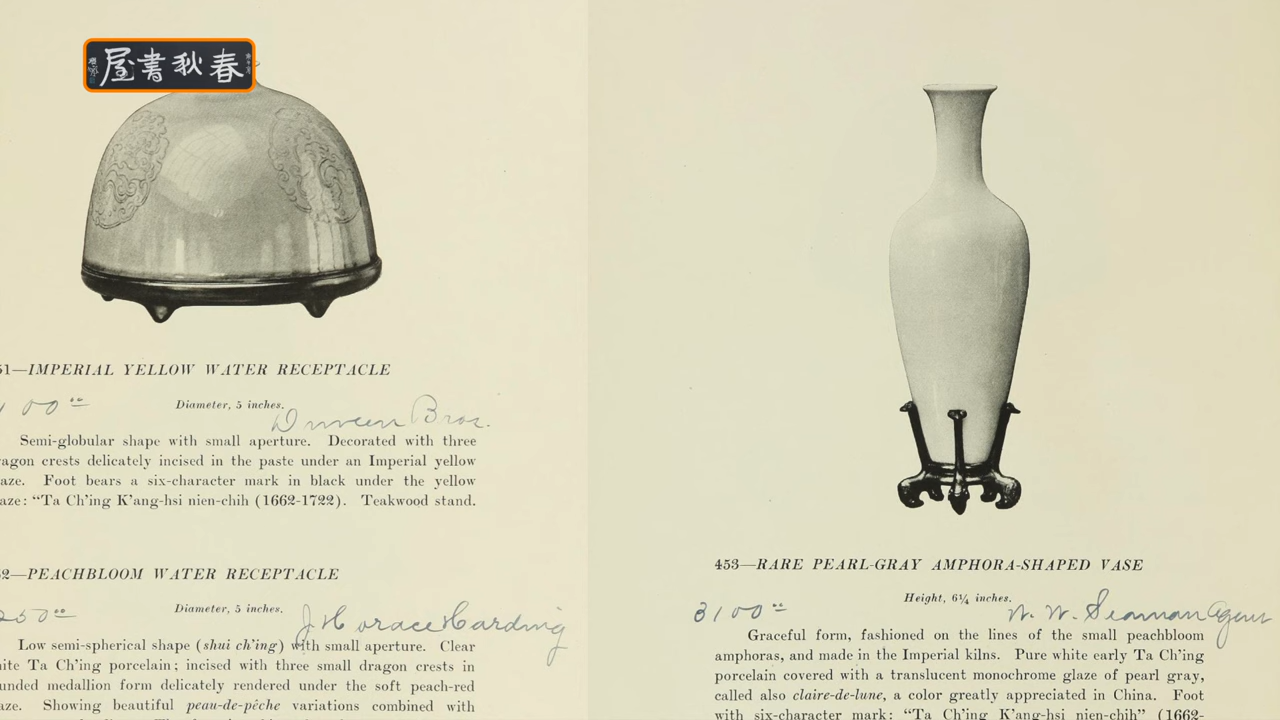 春秋書屋
51—IMPERIAL YELLOW WATER RECEPTACLE
00⁰⁰
Diameter, 5 inches.
Duveen Bros.
Semi-globular shape with small aperture. Decorated with three
agon crests delicately incised in the paste under an Imperial yellow
aze. Foot bears a six-character mark in black under the yellow
aze: “Ta Ch'ing K'ang-hsi nien-chih (1662-1722). Teakwood stand.
2—PEACHBLOOM WATER RECEPTACLE
250⁰⁰
Diameter, 5 inches.
J Horace Harding
Low semi-spherical shape (shui ch'ing) with small aperture. Clear
ite Ta Ch'ing porcelain; incised with three small dragon crests in
unded medallion form delicately rendered under the soft peach-red
aze. Showing beautiful peau-de-pêche variations combined with
453—RARE PEARL-GRAY AMPHORA-SHAPED VASE
Height, 6¼ inches.
3100⁰⁰
W. W. Seaman Agent
Graceful form, fashioned on the lines of the small peachbloom
amphoras, and made in the Imperial kilns. Pure white early Ta Ch'ing
porcelain covered with a translucent monochrome glaze of pearl gray,
called also claire-de-lune, a color greatly appreciated in China. Foot
with six-character mark: “Ta Ch'ing K'ang-hsi nien-chih” (1662-